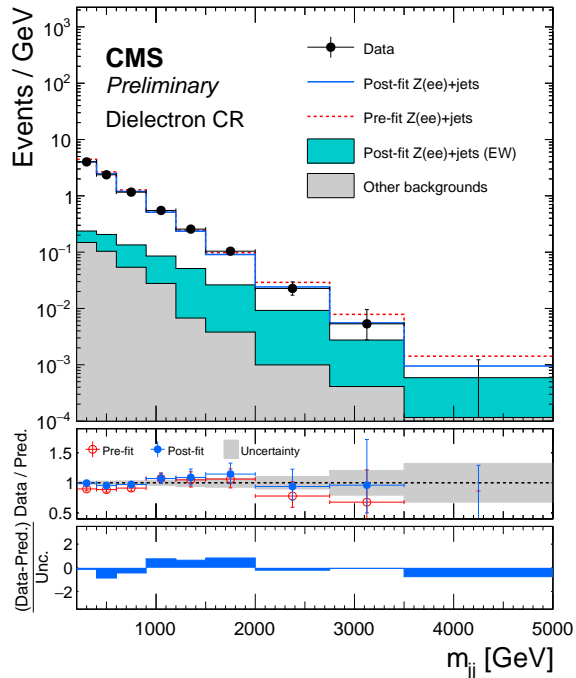 CMS
Preliminary
Dielectron CR
Data
Post-fit Z(ee)+jets
Pre-fit Z(ee)+jets
Post-fit Z(ee)+jets (EW)
Other backgrounds
Events / GeV
10³
10²
10
1
10⁻¹
10⁻²
10⁻³
10⁻⁴
Data / Pred.
1.5
1
0.5
Pre-fit
Post-fit
Uncertainty
(Data-Pred.)
Unc.
2
0
−2
1000 2000 3000 4000 5000
m_jj [GeV]